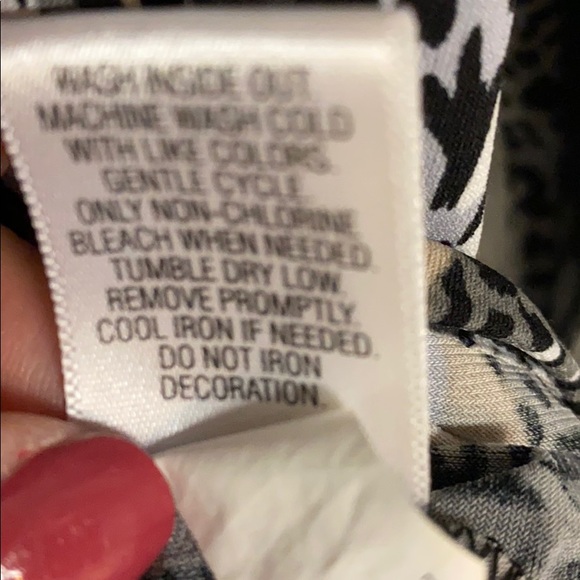 WASH INSIDE OUT
MACHINE WASH COLD
WITH LIKE COLORS.
GENTLE CYCLE
ONLY NON-CHLORINE
BLEACH WHEN NEEDED.
TUMBLE DRY LOW.
REMOVE PROMPTLY.
COOL IRON IF NEEDED.
DO NOT IRON
DECORATION.